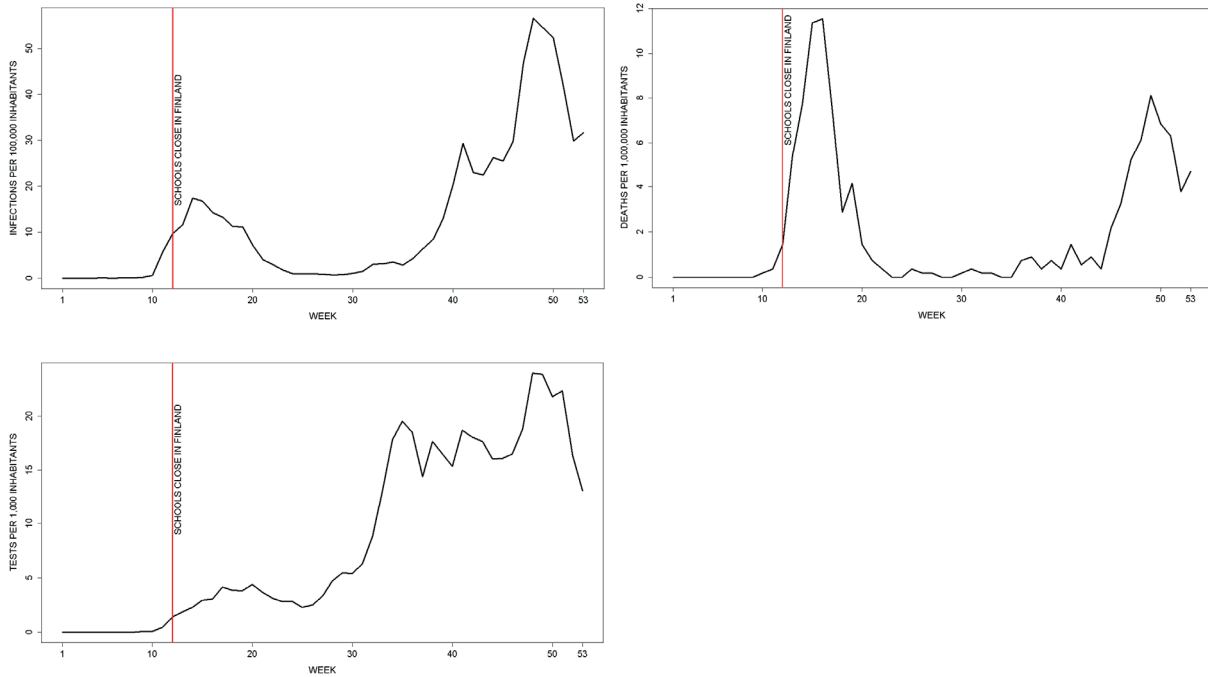 INFECTIONS PER 100,000 INHABITANTS
0 10 20 30 40 50
SCHOOLS CLOSE IN FINLAND
1 10 20 30 40 50 53
WEEK
DEATHS PER 1,000,000 INHABITANTS
0 2 4 6 8 10 12
SCHOOLS CLOSE IN FINLAND
1 10 20 30 40 50 53
WEEK
TESTS PER 1,000 INHABITANTS
0 5 10 15 20
SCHOOLS CLOSE IN FINLAND
1 10 20 30 40 50 53
WEEK